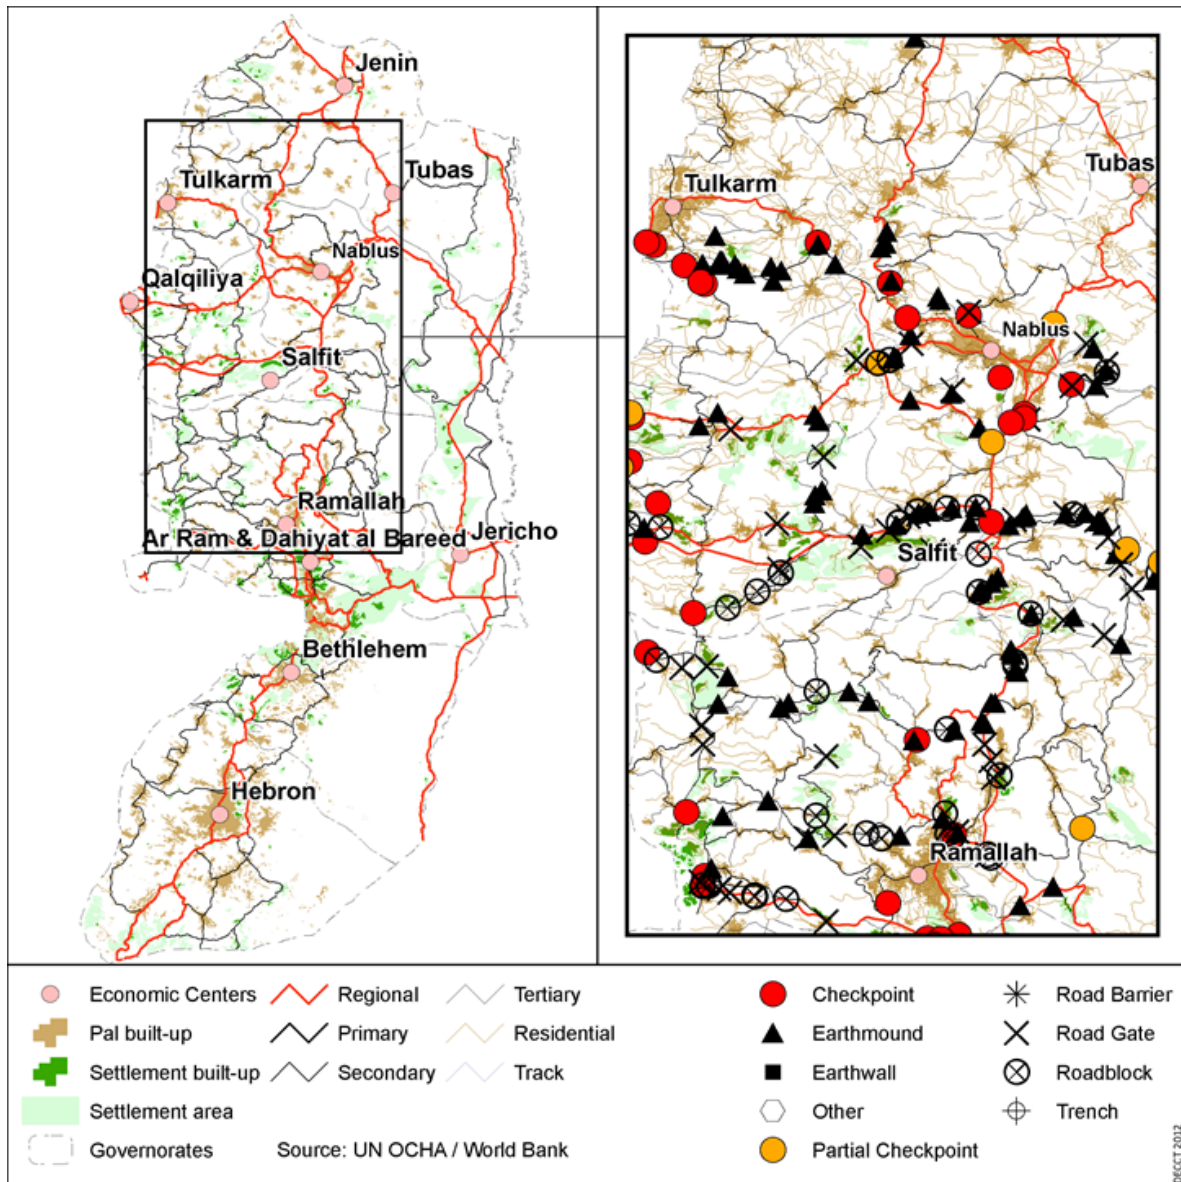 Jenin
Tulkarm
Tubas
Nablus
Qalqiliya
Salfit
Ramallah
Ar Ram & Dahiyat al Bareed
Jericho
Bethlehem
Hebron
Tubas
Tulkarm
Nablus
Salfit
Ramallah
Economic Centers
Regional
Tertiary
Checkpoint
Road Barrier
Pal built-up
Primary
Residential
Earthmound
Road Gate
Settlement built-up
Secondary
Track
Earthwall
Roadblock
Settlement area
Other
Trench
Governorates
Source: UN OCHA / World Bank
Partial Checkpoint
DECCT 2012